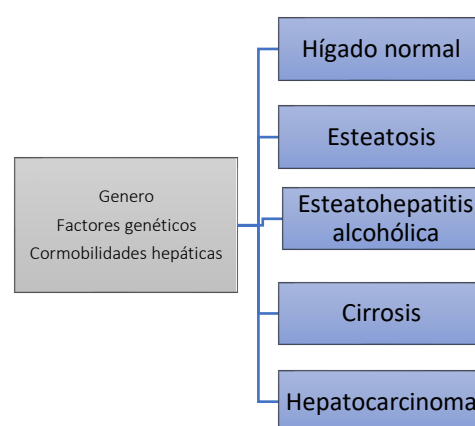 Genero
Factores genéticos
Cormobilidades hepáticas
Hígado normal
Esteatosis
Esteatohepatitis
alcohólica
Cirrosis
Hepatocarcinoma